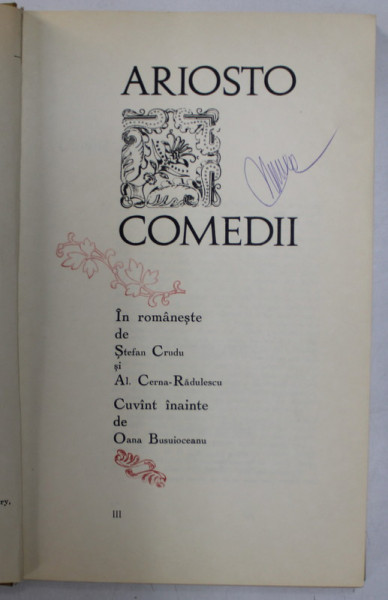 ARIOSTO
COMEDII
În românește
de
Ștefan Crudu
și
Al. Cerna-Rădulescu
Cuvînt înainte
de
Oana Busuioceanu
III